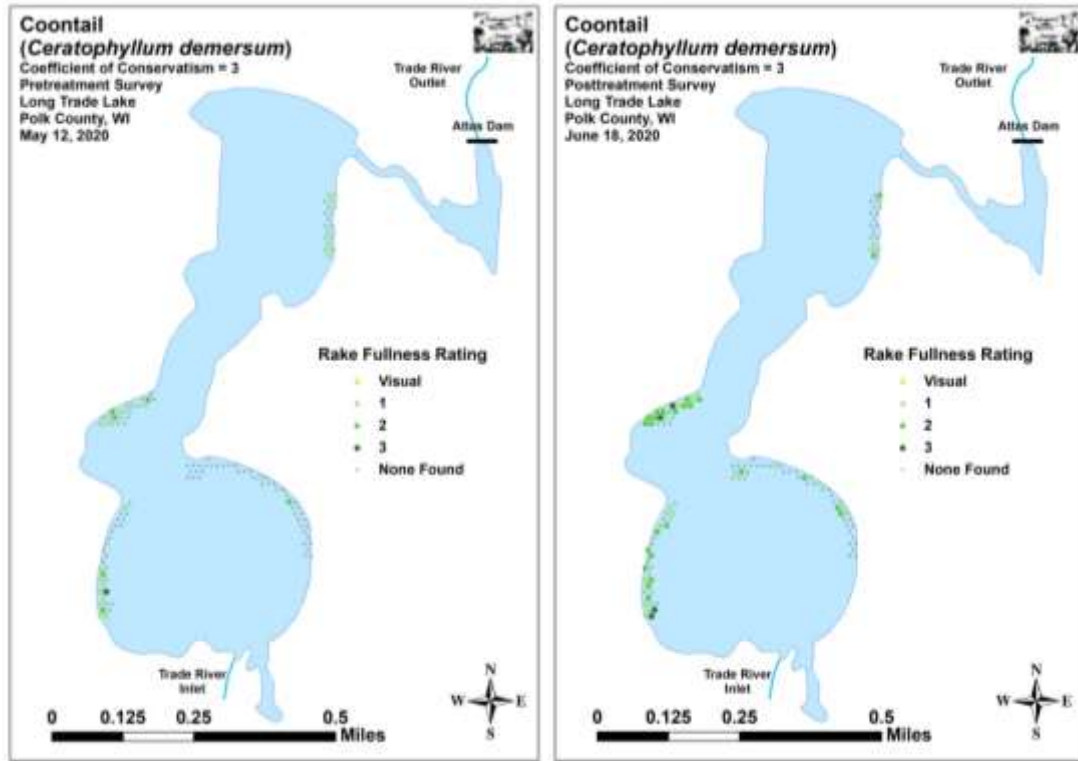 Coontail
(Ceratophyllum demersum)
Coefficient of Conservatism = 3
Pretreatment Survey
Long Trade Lake
Polk County, WI
May 12, 2020
Trade River
Outlet
Atlas Dam
Rake Fullness Rating
Visual
1
2
3
None Found
Trade River
Inlet
N
W E
S
0 0.125 0.25 0.5
Miles
Coontail
(Ceratophyllum demersum)
Coefficient of Conservatism = 3
Posttreatment Survey
Long Trade Lake
Polk County, WI
June 18, 2020
Trade River
Outlet
Atlas Dam
Rake Fullness Rating
Visual
1
2
3
None Found
Trade River
Inlet
N
W E
S
0 0.125 0.25 0.5
Miles